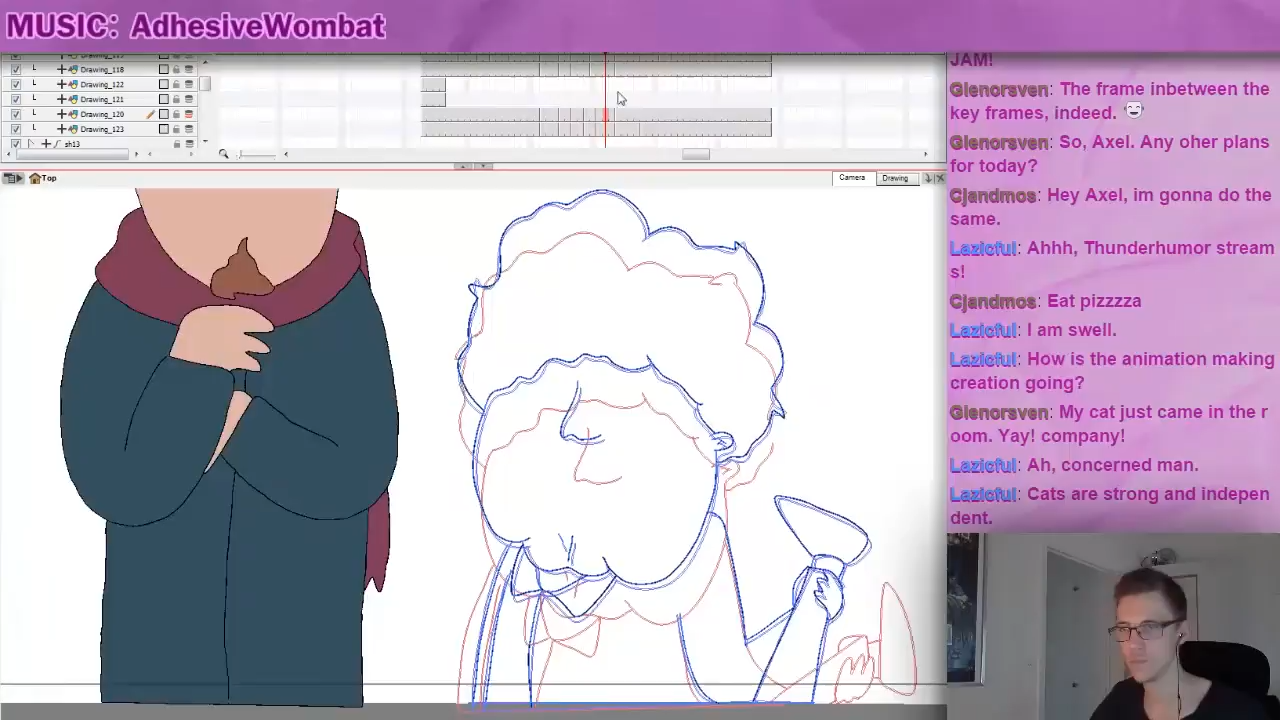 MUSIC: AdhesiveWombat
Drawing_118
Drawing_122
Drawing_121
Drawing_120
Drawing_123
sh13
Top
Camera
Drawing
JAM!
Glenorsven: The frame inbetween the
key frames, indeed.
Glenorsven: So, Axel. Any oher plans
for today?
Cjandmos: Hey Axel, im gonna do the
same.
Lazicful: Ahhh, Thunderhumor stream
s!
Cjandmos: Eat pizzzza
Lazicful: I am swell.
Lazicful: How is the animation making
creation going?
Glenorsven: My cat just came in the r
oom. Yay! company!
Lazicful: Ah, concerned man.
Lazicful: Cats are strong and indepen
dent.